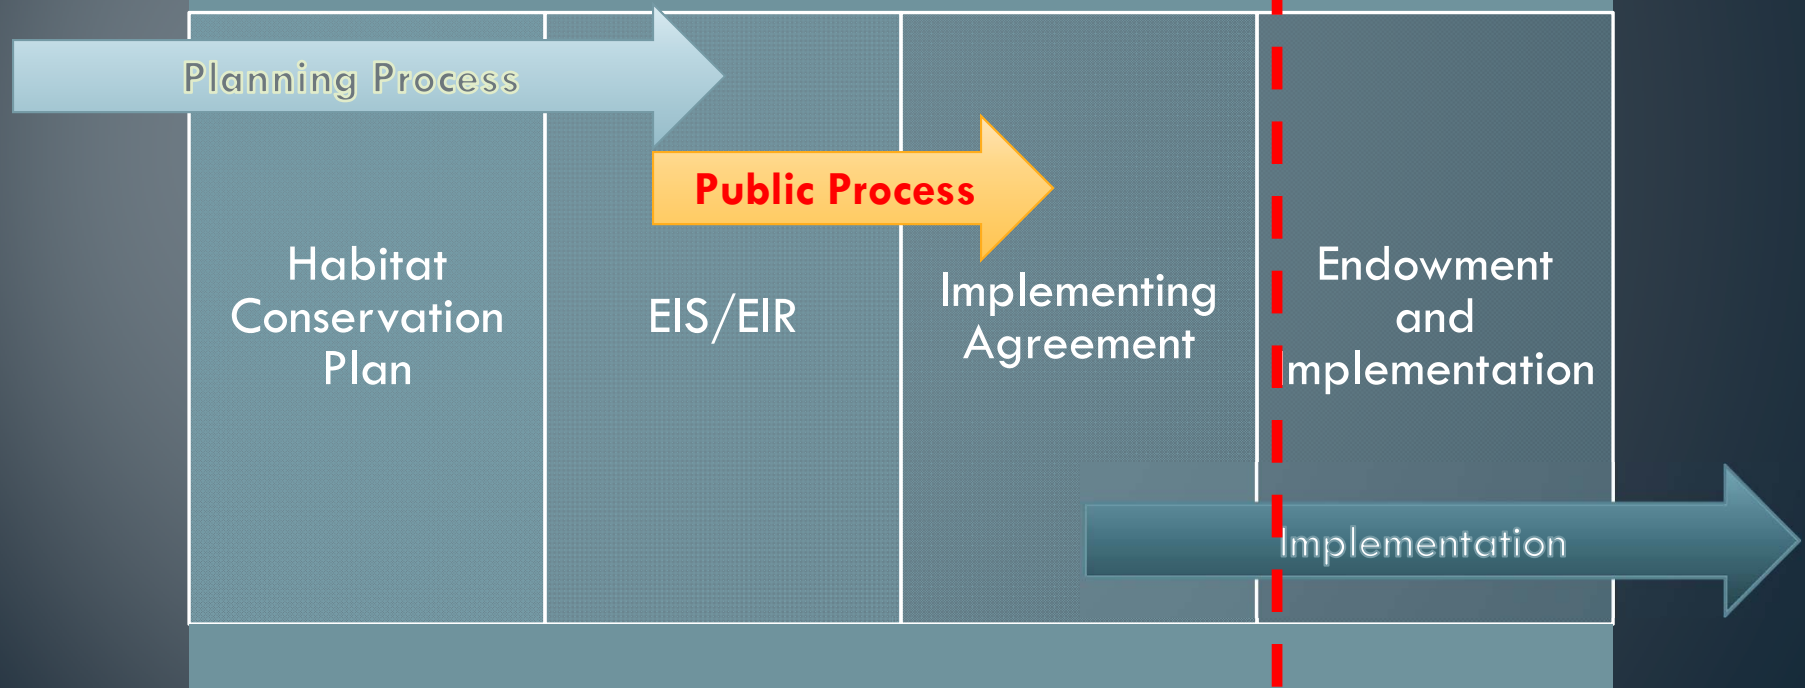 Planning Process
Public Process
Habitat
Conservation
Plan
EIS/EIR
Implementing
Agreement
Endowment
and
Implementation
Implementation